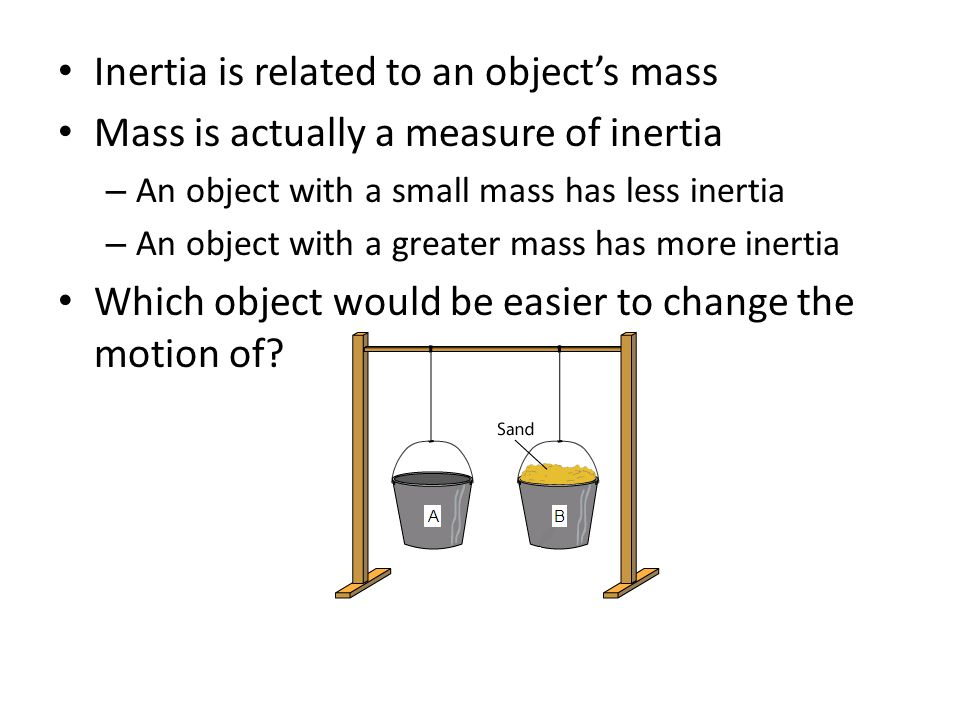 • Inertia is related to an object’s mass
• Mass is actually a measure of inertia
– An object with a small mass has less inertia
– An object with a greater mass has more inertia
• Which object would be easier to change the
motion of?
Sand
A
B